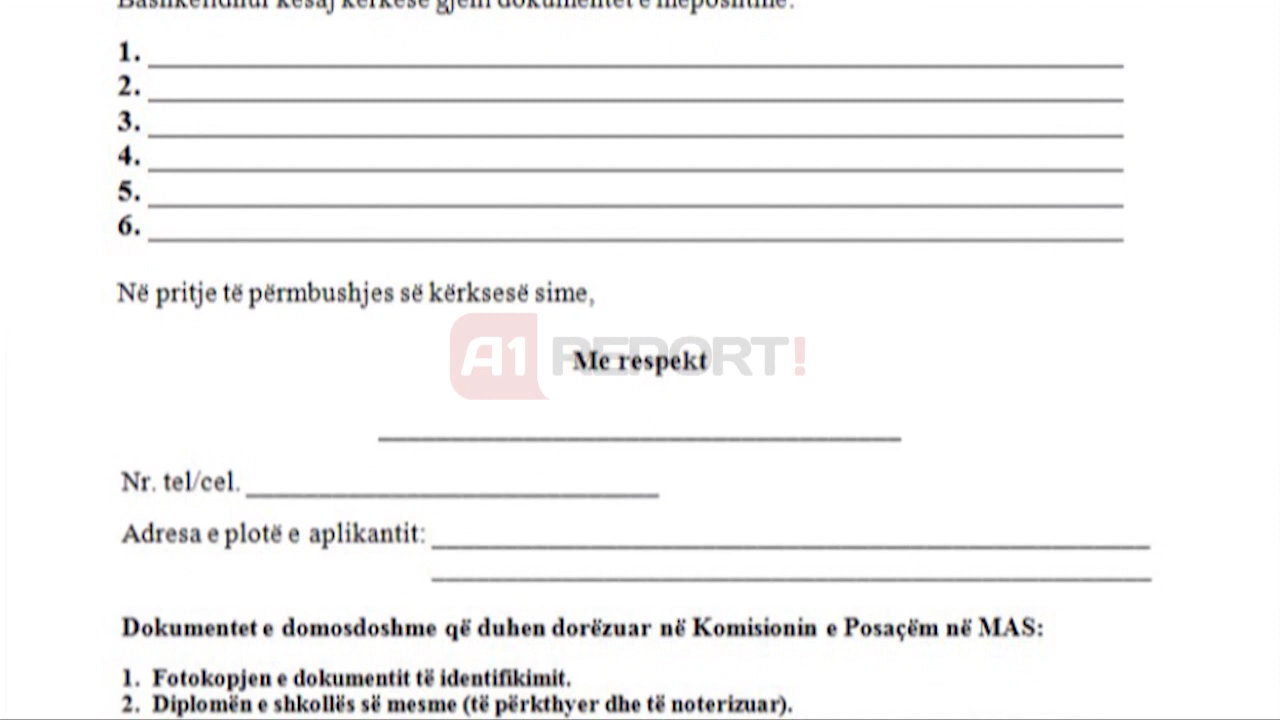 Bashkëlidhur kësaj kërkese gjeni dokumentet e mëposhtme:
1.
2.
3.
4.
5.
6.
Në pritje të përmbushjes së kërksesë sime,
A1 REPORT!
Me respekt
Nr. tel/cel.
Adresa e plotë e aplikantit:
Dokumentet e domosdoshme që duhen dorëzuar në Komisionin e Posaçëm në MAS:
1. Fotokopjen e dokumentit të identifikimit.
2. Diplomën e shkollës së mesme (të përkthyer dhe të noterizuar).